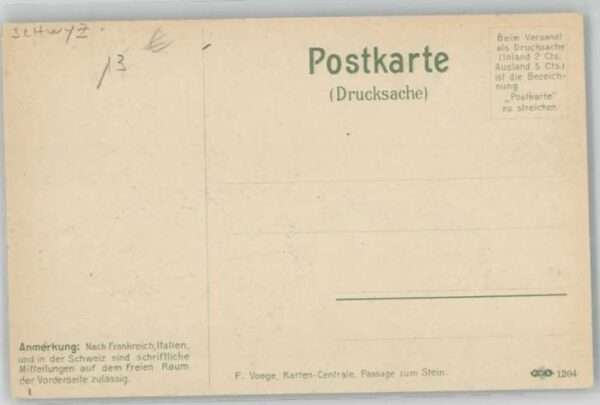 SCHWYZ.
13 €
Postkarte
(Drucksache)
Beim Versandt
als Drucksache
(Inland 2 Cts.
Ausland 5 Cts.)
ist die Bezeich-
nung
„Postkarte"
zu streichen.
Anmerkung: Nach Frankreich, Italien,
und in der Schweiz sind schriftliche
Mitteilungen auf dem freien Raum
der Vorderseite zulässig.
F. Voege, Karten-Centrale, Passage zum Stein.
1204